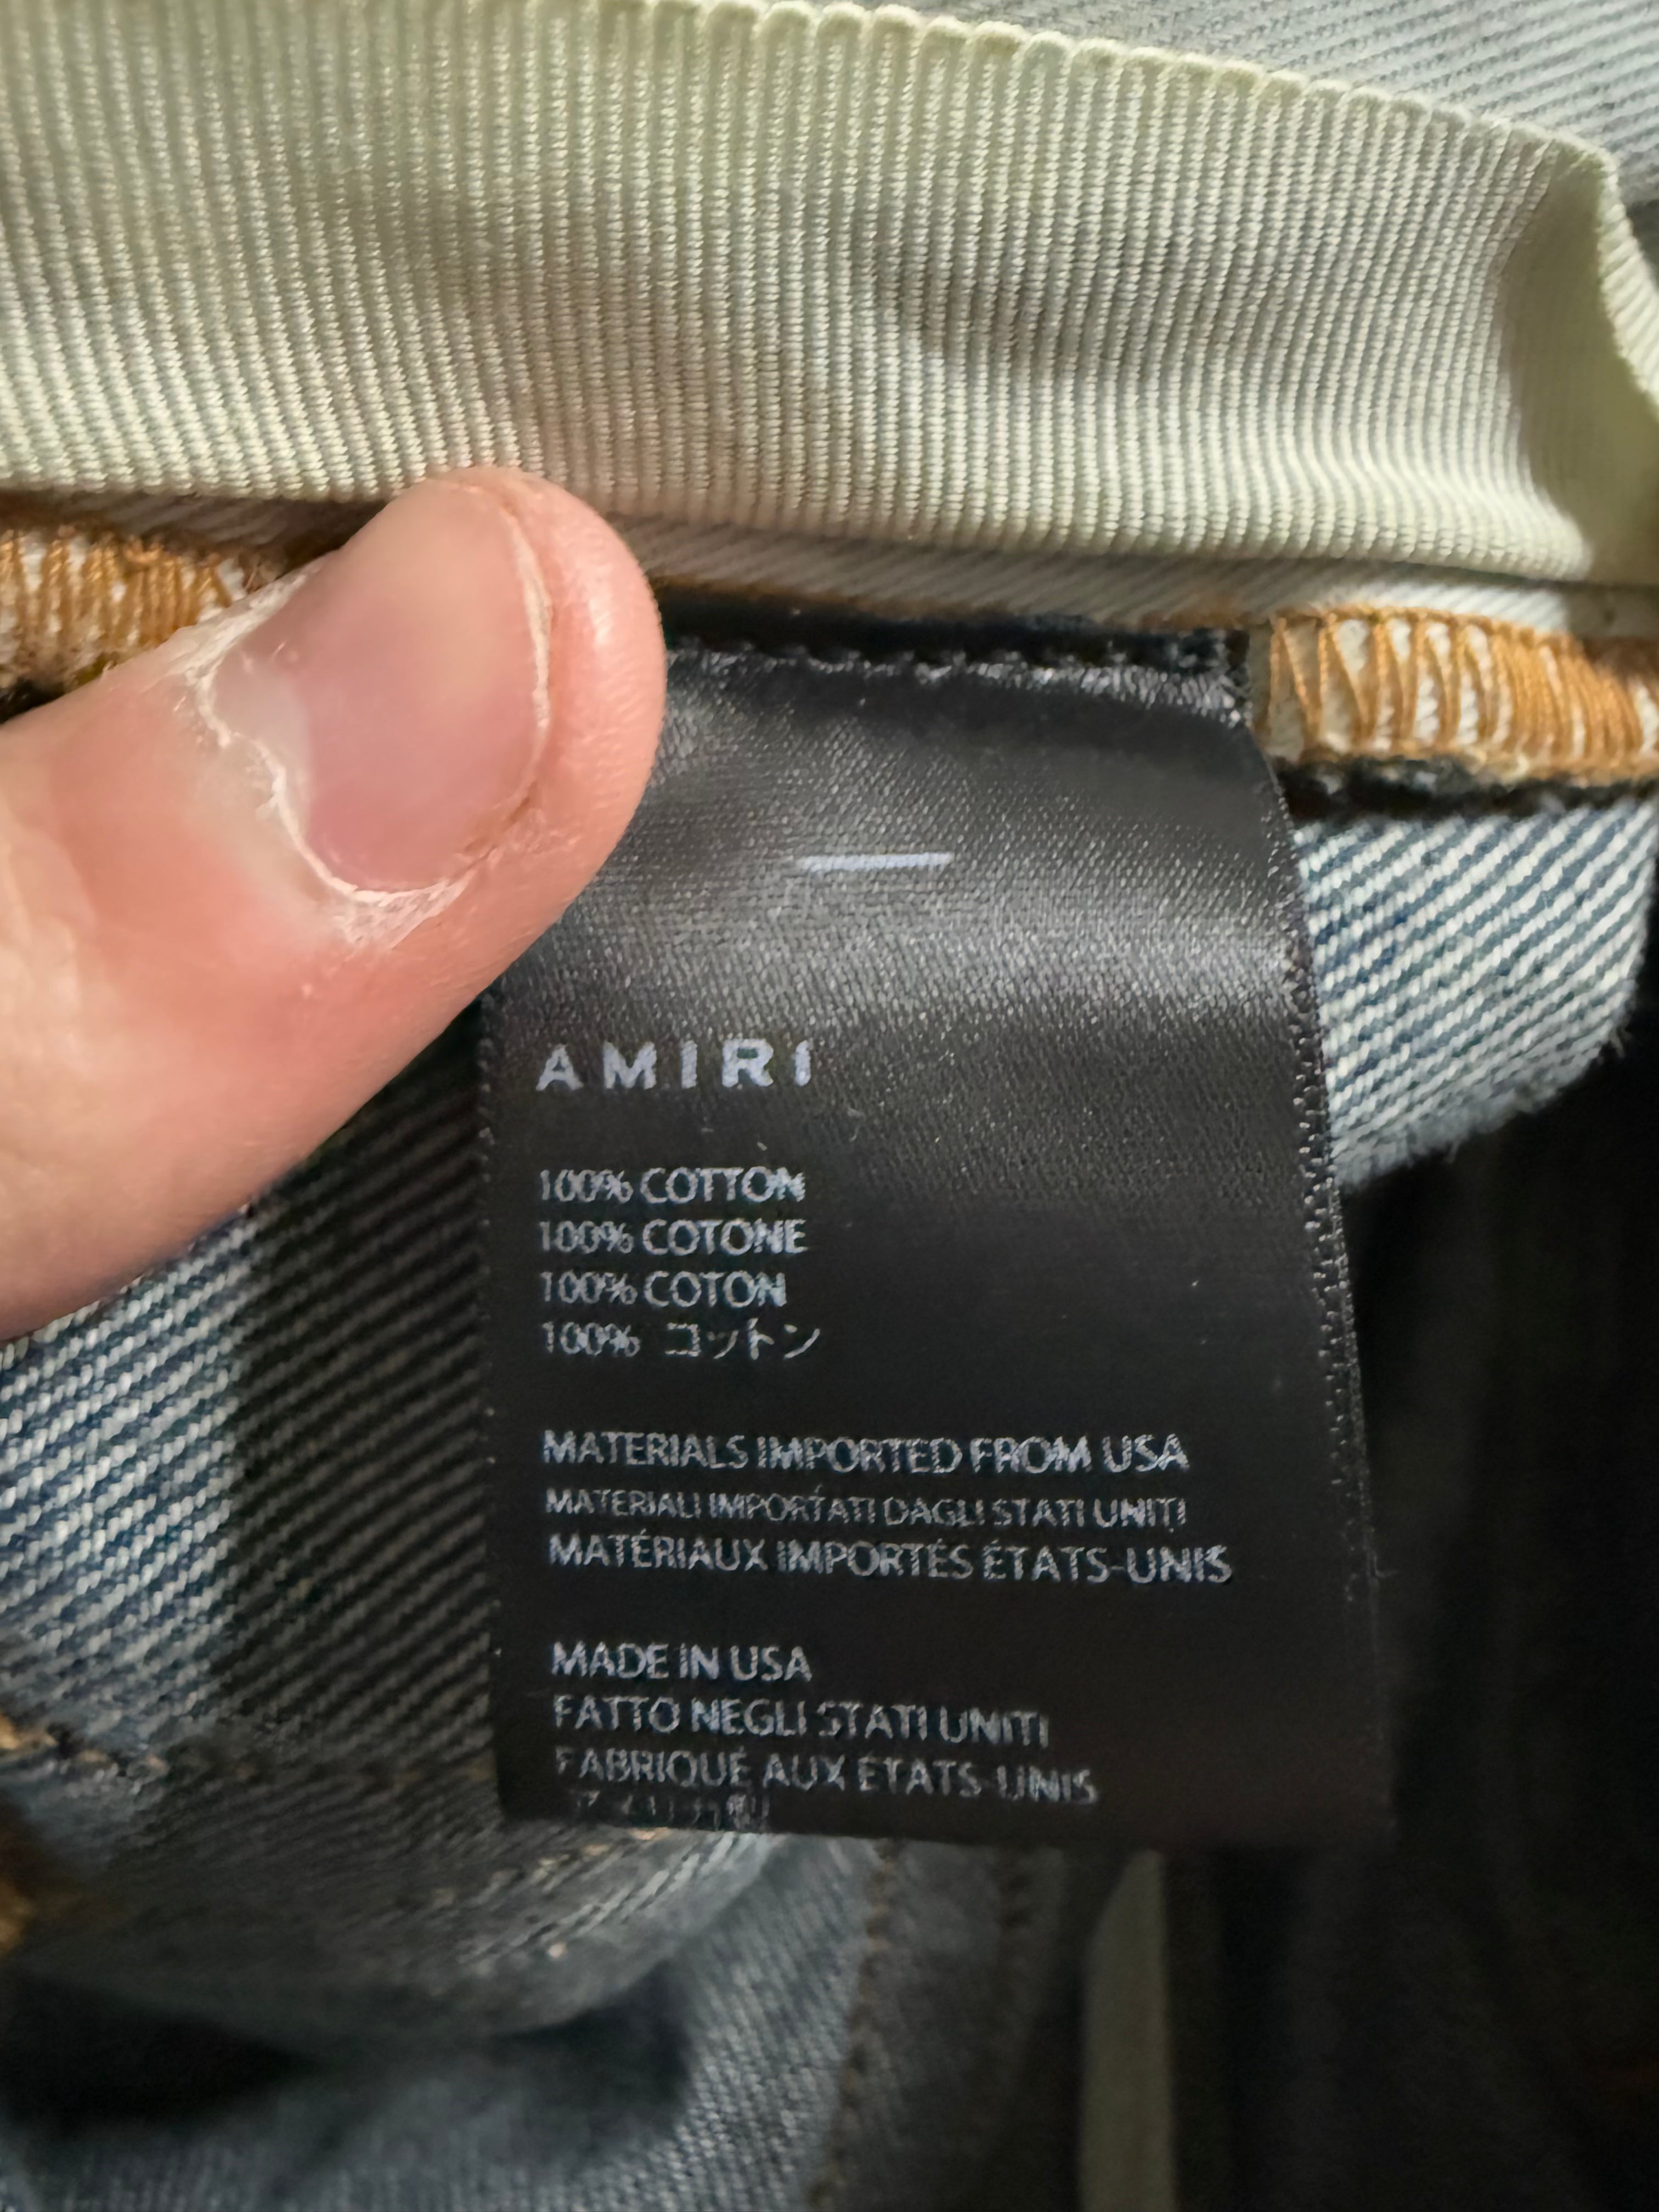 AMIRI
100% COTTON
100% COTONE
100% COTON
100% コットン
MATERIALS IMPORTED FROM USA
MATERIALI IMPORTATI DAGLI STATI UNITI
MATÉRIAUX IMPORTÉS ÉTATS-UNIS
MADE IN USA
FATTO NEGLI STATI UNITI
FABRIQUÉ AUX ÉTATS-UNIS